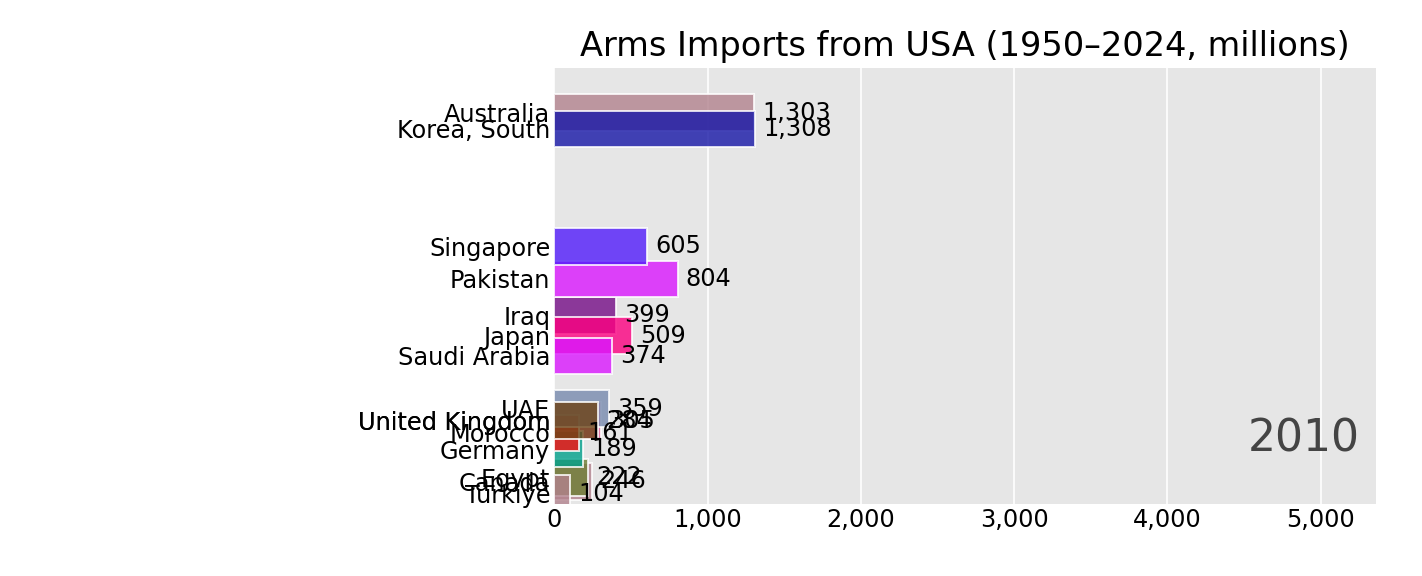 Arms Imports from USA (1950–2024, millions)
Australia 1,303
Korea, South 1,308
Singapore 605
Pakistan 804
Iraq 399
Japan 509
Saudi Arabia 374
UAE 359
United Kingdom
Morocco 161
Germany 189
Egypt 222
Canada 246
Türkiye 104
2010
0 1,000 2,000 3,000 4,000 5,000